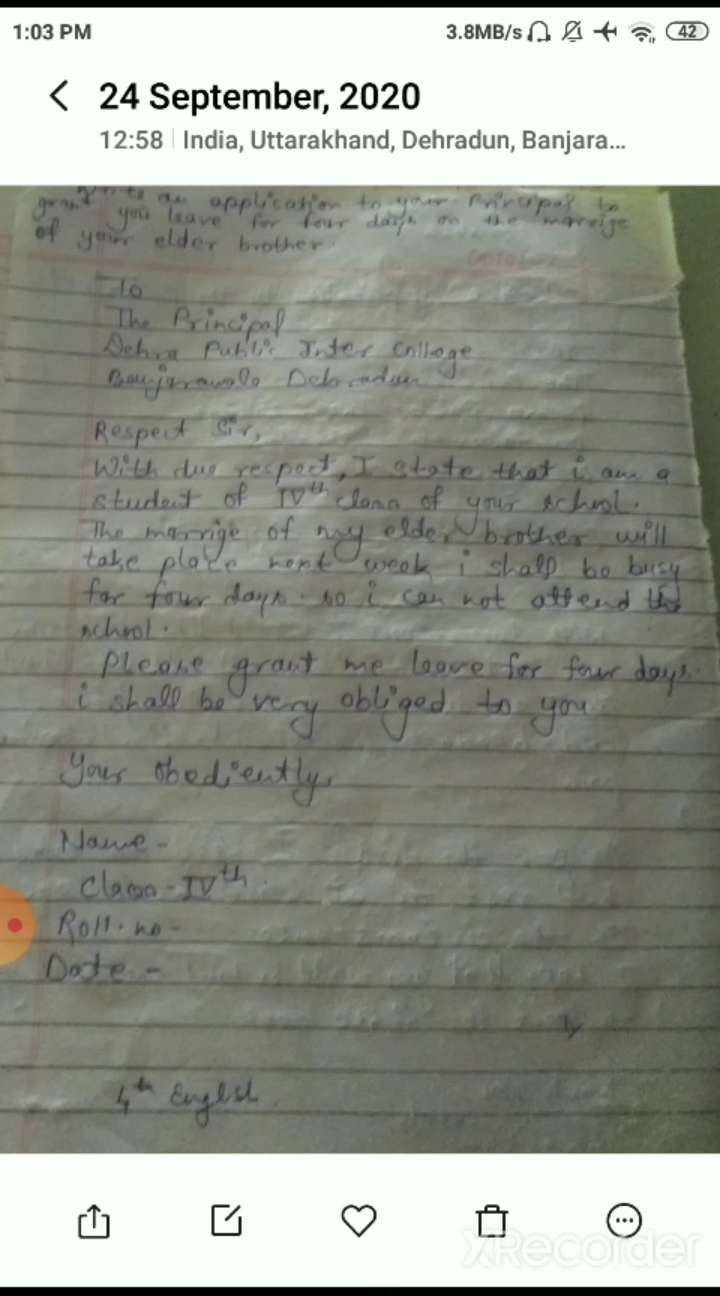 1:03 PM
3.8MB/s
42
24 September, 2020
12:58 India, Uttarakhand, Dehradun, Banjara...
an application to your Principal to
grant you leave for four days on the marrige
of your elder brother.
To
The Principal
Dehra Public Inter College
Banjarawala Dehradun
Respect Sir,
With due respect, I state that i am a
student of IVth class of your school.
The marrige of my elder brother will
take place next week i shall be busy
for four days. so i can not attend the
school.
Please grant me leave for four days.
i shall be very obliged to you
Your obediently,
Name -
Class - IVth
Roll. no -
Date -
4th English
XRecorder